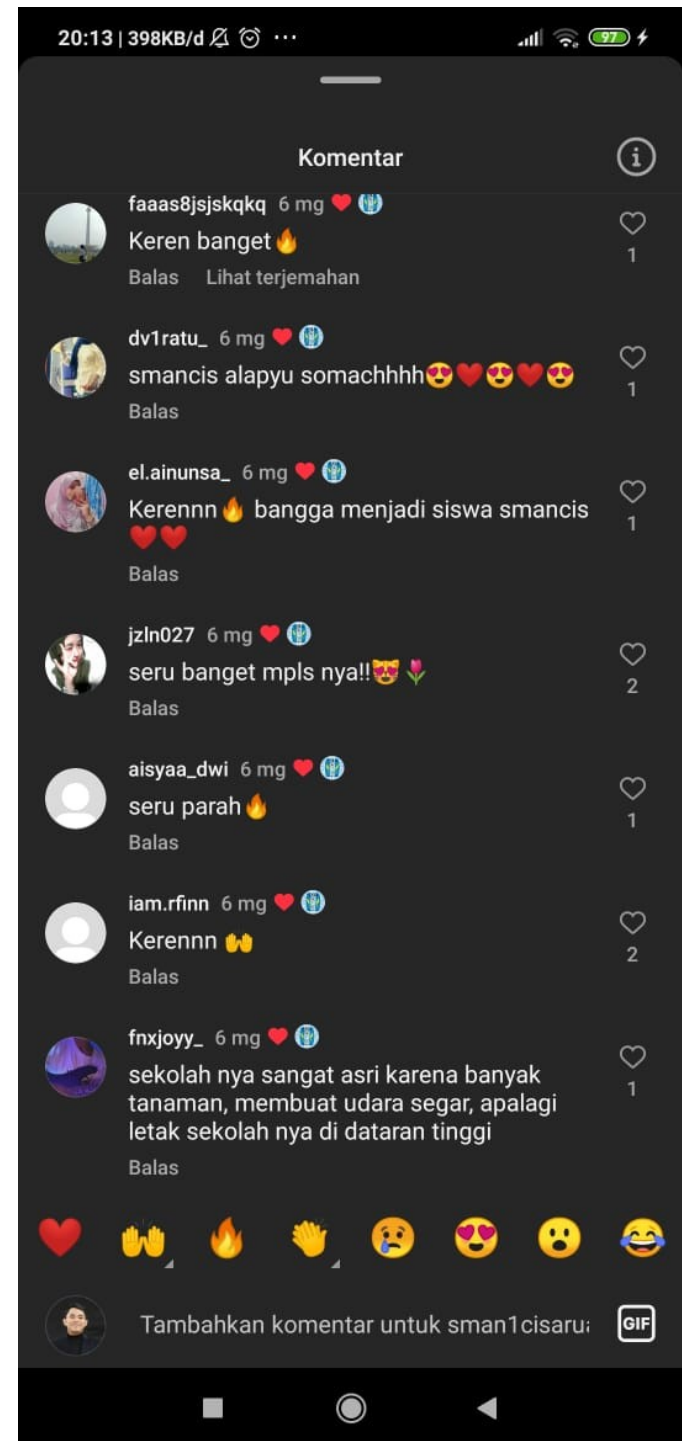 20:13 | 398KB/d ... 97
Komentar
faaas8jsjskqkq 6 mg
Keren banget🔥
1
Balas Lihat terjemahan
dv1ratu_ 6 mg
smancis alapyu somachhhh😍❤️😍❤️😍
1
Balas
el.ainunsa_ 6 mg
Kerennn🔥 bangga menjadi siswa smancis
❤️❤️
1
Balas
jzln027 6 mg
seru banget mpls nya!!😻🌷
2
Balas
aisyaa_dwi 6 mg
seru parah🔥
1
Balas
iam.rfinn 6 mg
Kerennn 🙌
2
Balas
fnxjoyy_ 6 mg
sekolah nya sangat asri karena banyak
1
tanaman, membuat udara segar, apalagi
letak sekolah nya di dataran tinggi
Balas
Tambahkan komentar untuk sman1cisarua GIF